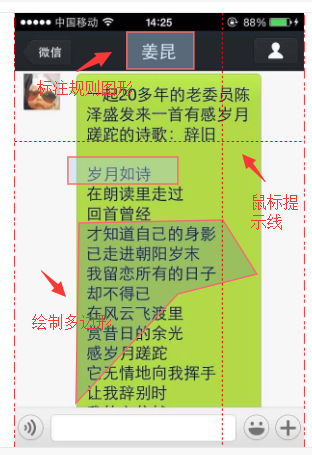 中国移动 14:25 88%
微信 姜昆
标注规则图形
一起20多年的老委员陈
泽盛发来一首有感岁月
蹉跎的诗歌：辞旧
岁月如诗
在朗读里走过
回首曾经
鼠标提示线
才知道自己的身影
已走进朝阳岁末
我留恋所有的日子
却不得已
绘制多边形
在风云飞渡里
赏昔日的余光
感岁月蹉跎
它无情地向我挥手
让我辞别时